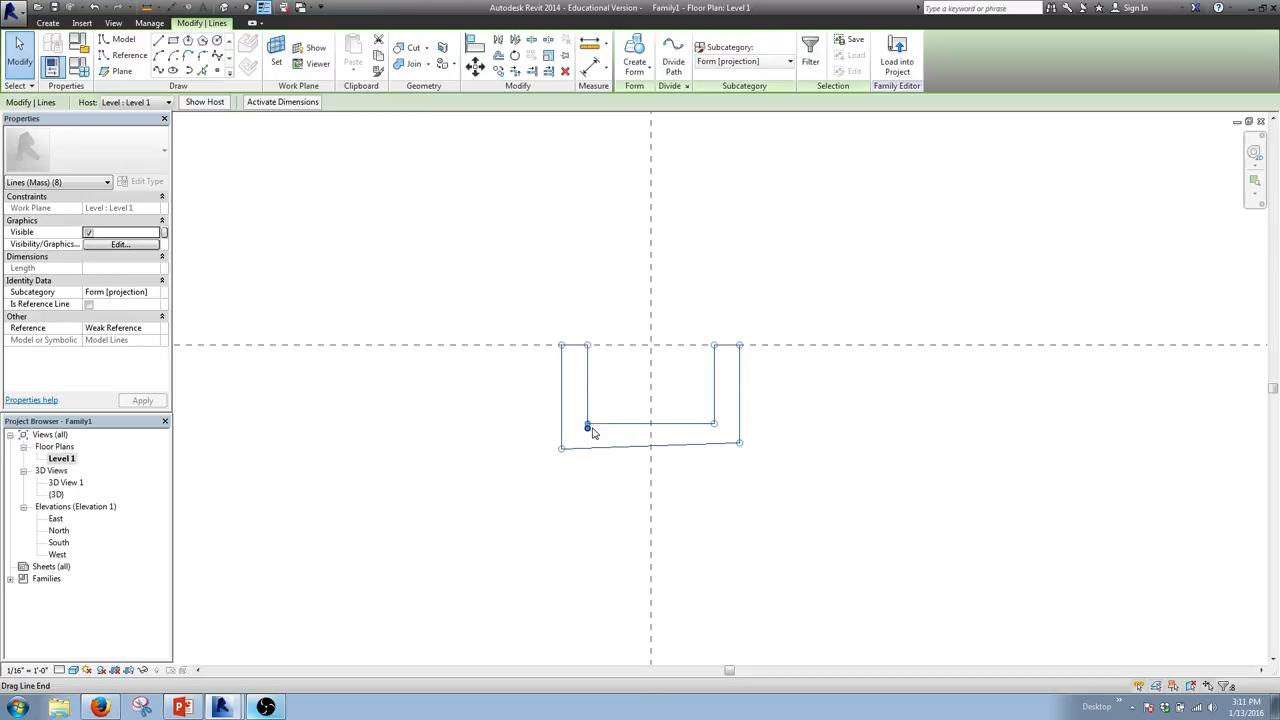 Autodesk Revit 2014 - Educational Version - Family1 - Floor Plan: Level 1
Type a keyword or phrase
Sign In
Create
Insert
View
Manage
Modify | Lines
Modify
Select
Properties
Model
Reference
Plane
Draw
Set
Show
Viewer
Work Plane
Paste
Clipboard
Cut
Join
Geometry
Modify
Measure
Create Form
Form
Divide Path
Divide
Subcategory:
Form [projection]
Subcategory
Filter
Save
Load
Edit
Selection
Load into Project
Family Editor
Modify | Lines
Host:
Level : Level 1
Show Host
Activate Dimensions
Properties
Lines (Mass) (8)
Edit Type
Constraints
Work Plane
Level : Level 1
Graphics
Visible
Visibility/Graphics...
Edit...
Dimensions
Length
Identity Data
Subcategory
Form [projection]
Is Reference Line
Other
Reference
Weak Reference
Model or Symbolic
Model Lines
Properties help
Apply
Project Browser - Family1
Views (all)
Floor Plans
Level 1
3D Views
3D View 1
{3D}
Elevations (Elevation 1)
East
North
South
West
Sheets (all)
Families
1/16" = 1'-0"
Drag Line End
:0
Desktop
3:11 PM
1/13/2016